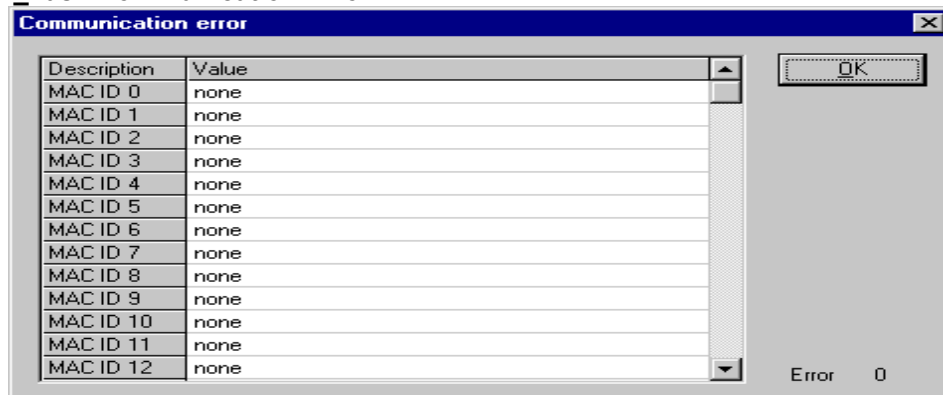 Communication error
Description Value
MAC ID 0 none
MAC ID 1 none
MAC ID 2 none
MAC ID 3 none
MAC ID 4 none
MAC ID 5 none
MAC ID 6 none
MAC ID 7 none
MAC ID 8 none
MAC ID 9 none
MAC ID 10 none
MAC ID 11 none
MAC ID 12 none
OK
Error 0